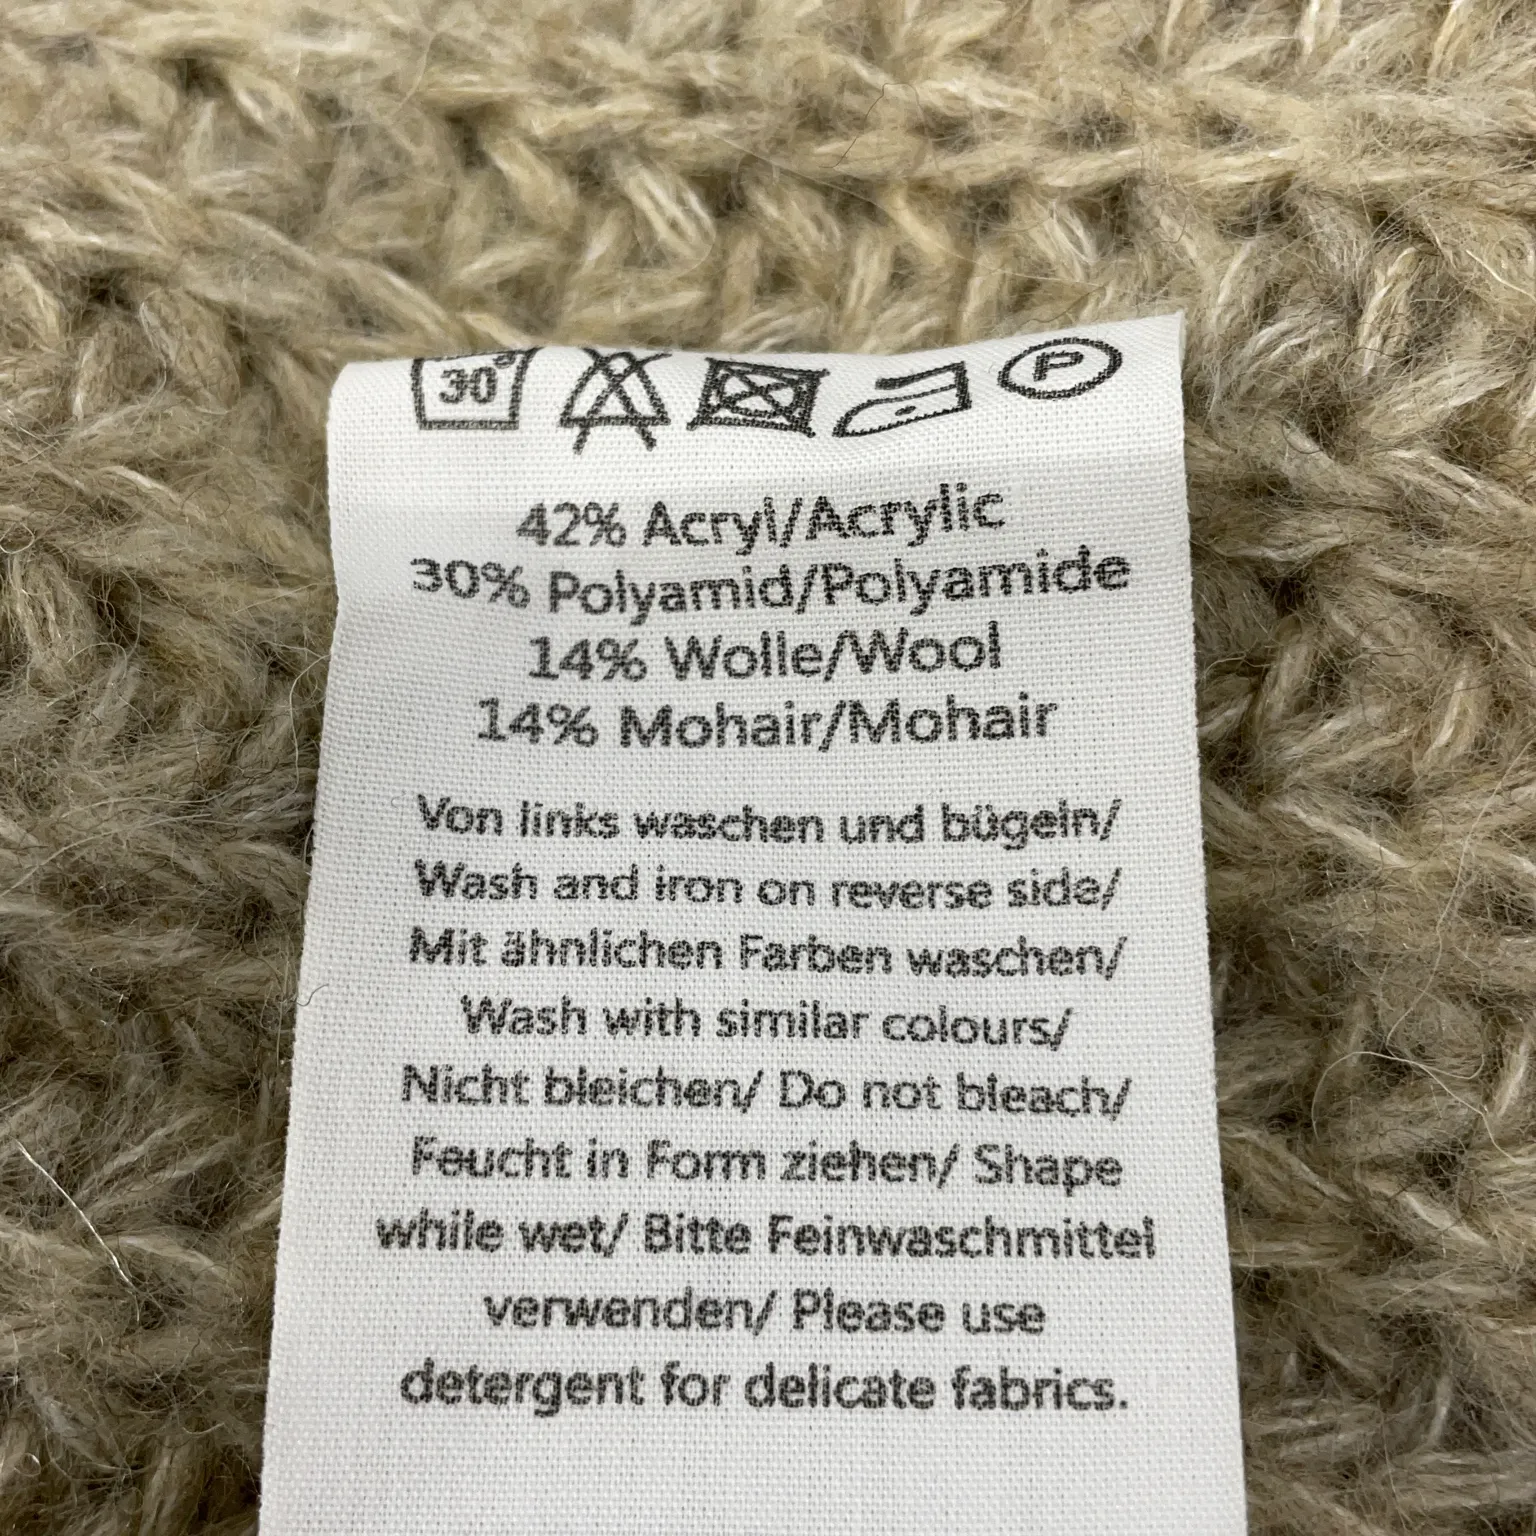 30°
P
42% Acryl/Acrylic
30% Polyamid/Polyamide
14% Wolle/Wool
14% Mohair/Mohair
Von links waschen und bügeln/
Wash and iron on reverse side/
Mit ähnlichen Farben waschen/
Wash with similar colours/
Nicht bleichen/ Do not bleach/
Feucht in Form ziehen/ Shape
while wet/ Bitte Feinwaschmittel
verwenden/ Please use
detergent for delicate fabrics.